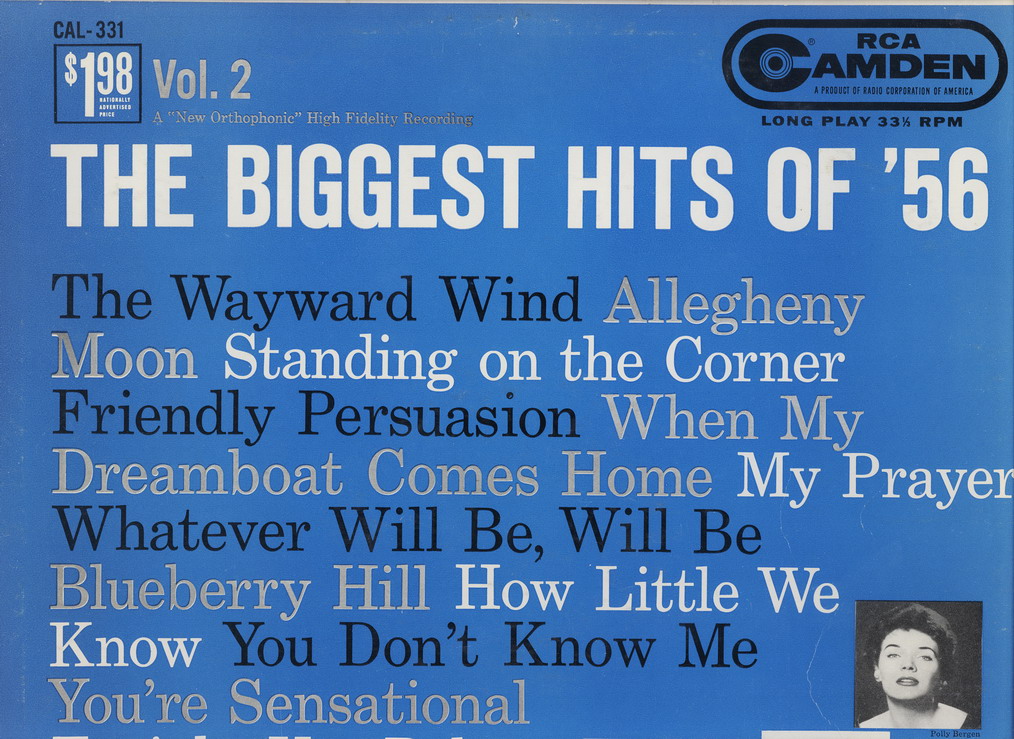 CAL-331
$1.98
NATIONALLY
ADVERTISED
PRICE
Vol. 2
A "New Orthophonic" High Fidelity Recording
RCA
CAMDEN
®
A PRODUCT OF RADIO CORPORATION OF AMERICA
LONG PLAY 33⅓ RPM
THE BIGGEST HITS OF '56
The Wayward Wind Allegheny
Moon Standing on the Corner
Friendly Persuasion When My
Dreamboat Comes Home My Prayer
Whatever Will Be, Will Be
Blueberry Hill How Little We
Know You Don't Know Me
You're Sensational
Polly Bergen